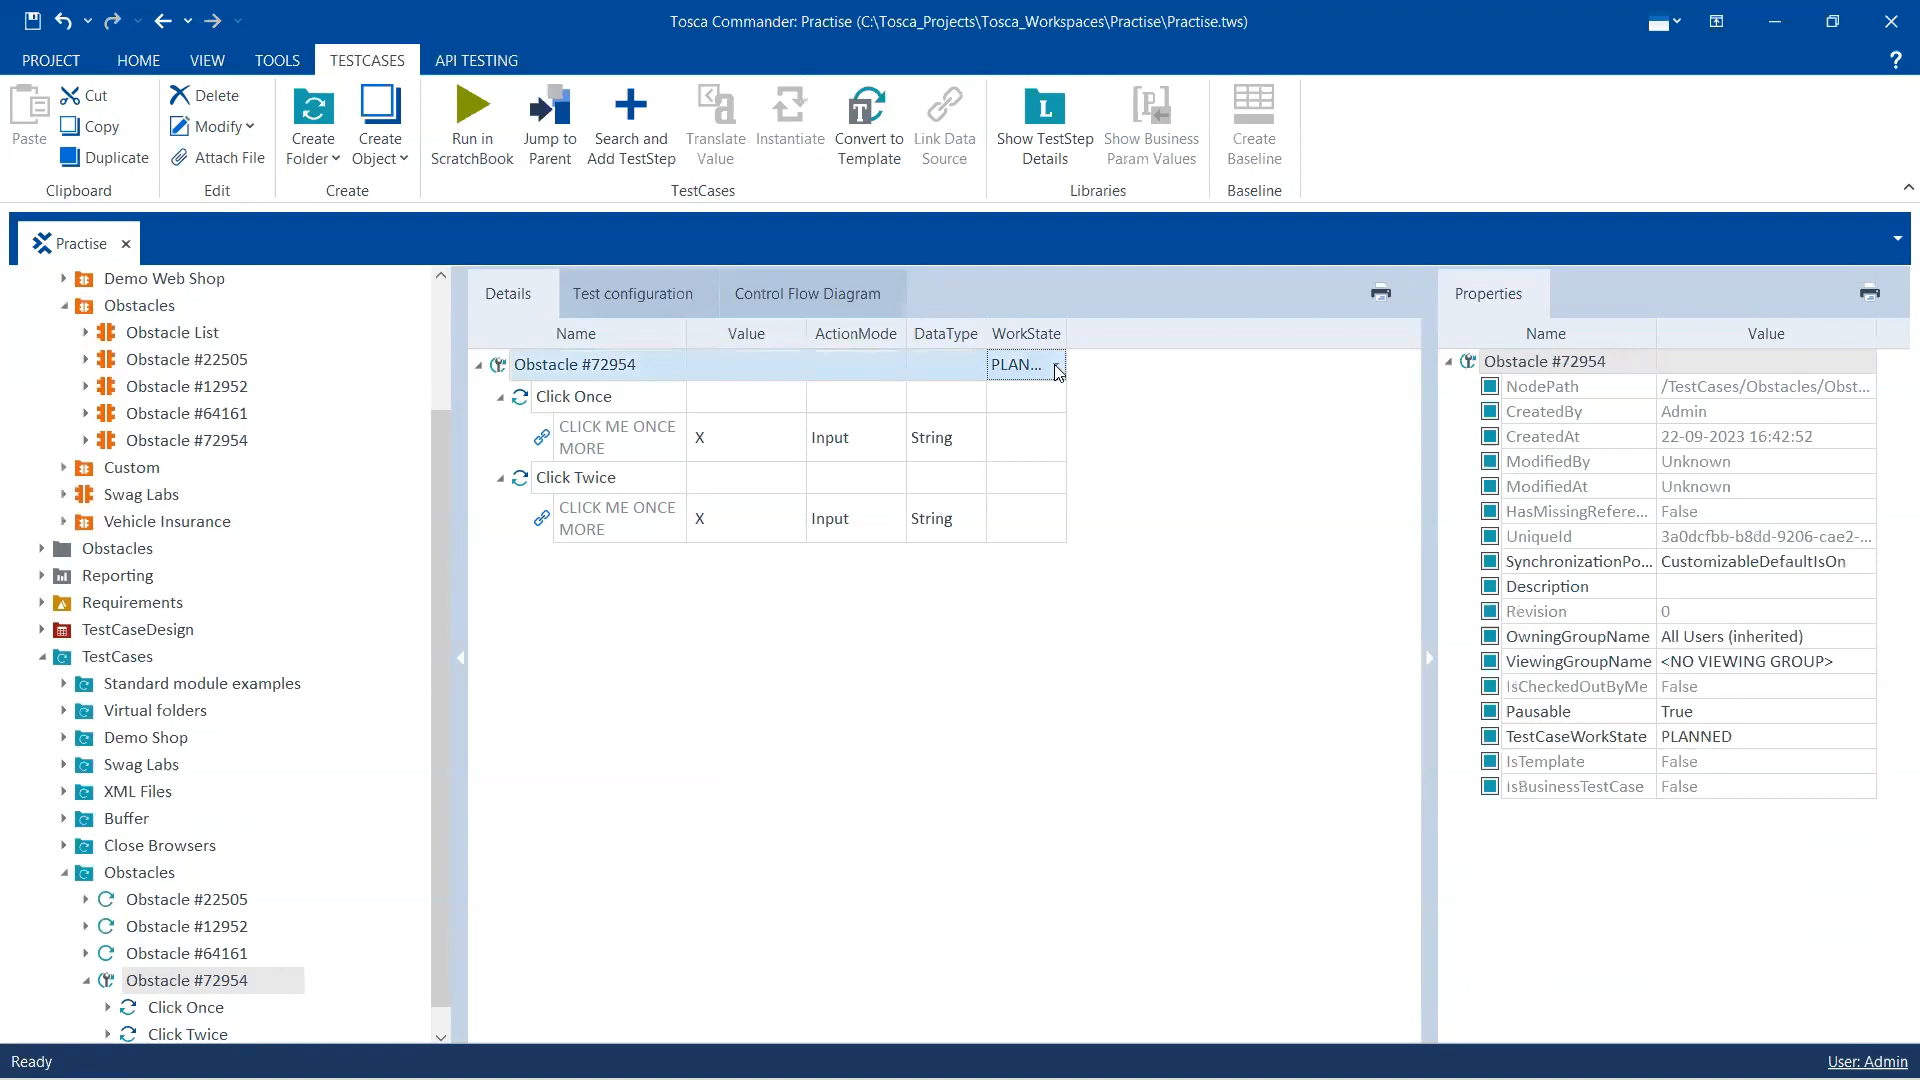 Tosca Commander: Practise (C:\Tosca_Projects\Tosca_Workspaces\Practise\Practise.tws)
PROJECT HOME VIEW TOOLS TESTCASES API TESTING ?
Paste
Cut
Copy
Duplicate
Clipboard
Delete
Modify
Attach File
Edit
Create Folder
Create Object
Create
Run in ScratchBook
Jump to Parent
Search and Add TestStep
Translate Value
Instantiate
Convert to Template
Link Data Source
TestCases
Show TestStep Details
Show Business Param Values
Libraries
Create Baseline
Baseline
Practise
Demo Web Shop
Obstacles
Obstacle List
Obstacle #22505
Obstacle #12952
Obstacle #64161
Obstacle #72954
Custom
Swag Labs
Vehicle Insurance
Obstacles
Reporting
Requirements
TestCaseDesign
TestCases
Standard module examples
Virtual folders
Demo Shop
Swag Labs
XML Files
Buffer
Close Browsers
Obstacles
Obstacle #22505
Obstacle #12952
Obstacle #64161
Obstacle #72954
Click Once
Click Twice
Details Test configuration Control Flow Diagram
Name Value ActionMode DataType WorkState
Obstacle #72954 PLAN...
Click Once
CLICK ME ONCE MORE X Input String
Click Twice
CLICK ME ONCE MORE X Input String
Properties
Name Value
Obstacle #72954
NodePath /TestCases/Obstacles/Obst...
CreatedBy Admin
CreatedAt 22-09-2023 16:42:52
ModifiedBy Unknown
ModifiedAt Unknown
HasMissingRefere... False
UniqueId 3a0dcfbb-b8dd-9206-cae2-...
SynchronizationPo... CustomizableDefaultIsOn
Description
Revision 0
OwningGroupName All Users (inherited)
ViewingGroupName <NO VIEWING GROUP>
IsCheckedOutByMe False
Pausable True
TestCaseWorkState PLANNED
IsTemplate False
IsBusinessTestCase False
Ready
User: Admin